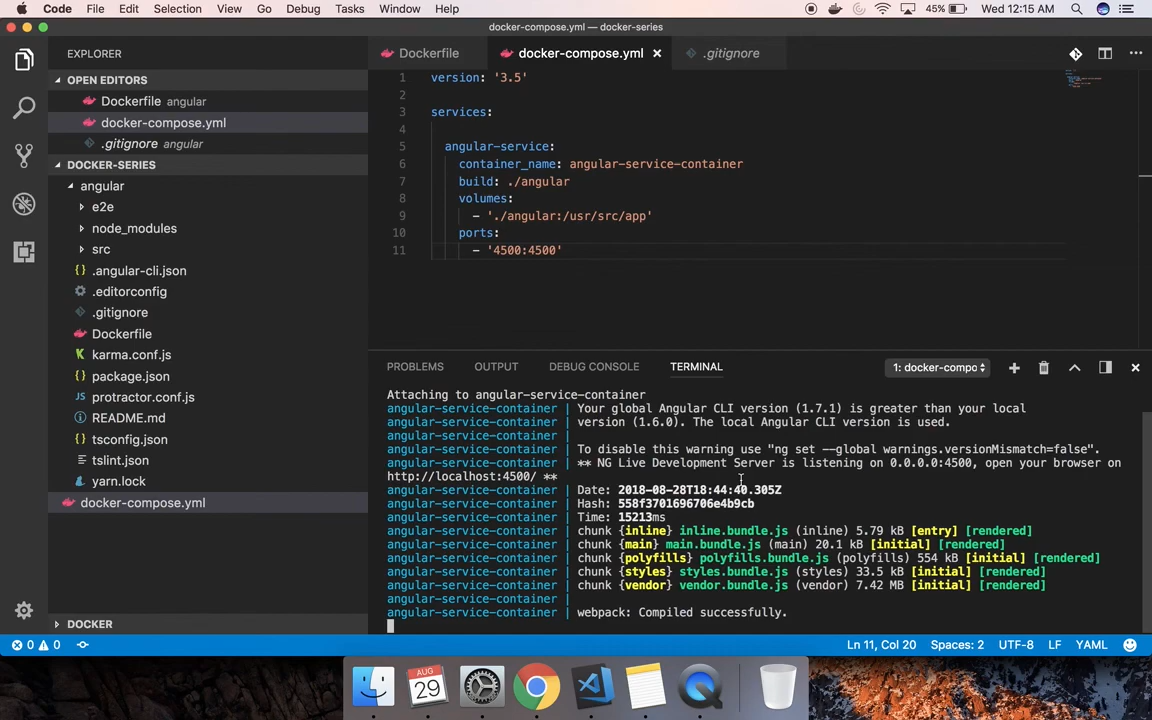 Code File Edit Selection View Go Debug Tasks Window Help 45% Wed 12:15 AM
docker-compose.yml — docker-series
EXPLORER
OPEN EDITORS
Dockerfile angular
docker-compose.yml
.gitignore angular
DOCKER-SERIES
angular
e2e
node_modules
src
.angular-cli.json
.editorconfig
.gitignore
Dockerfile
karma.conf.js
package.json
protractor.conf.js
README.md
tsconfig.json
tslint.json
yarn.lock
docker-compose.yml
DOCKER
Dockerfile docker-compose.yml .gitignore
1 version: '3.5'
2
3 services:
4
5 angular-service:
6 container_name: angular-service-container
7 build: ./angular
8 volumes:
9 - './angular:/usr/src/app'
10 ports:
11 - '4500:4500'
PROBLEMS OUTPUT DEBUG CONSOLE TERMINAL 1: docker-compo
Attaching to angular-service-container
angular-service-container | Your global Angular CLI version (1.7.1) is greater than your local
angular-service-container | version (1.6.0). The local Angular CLI version is used.
angular-service-container |
angular-service-container | To disable this warning use "ng set --global warnings.versionMismatch=false".
angular-service-container | ** NG Live Development Server is listening on 0.0.0.0:4500, open your browser on
http://localhost:4500/ **
angular-service-container | Date: 2018-08-28T18:44:40.305Z
angular-service-container | Hash: 558f3701696706e4b9cb
angular-service-container | Time: 15213ms
angular-service-container | chunk {inline} inline.bundle.js (inline) 5.79 kB [entry] [rendered]
angular-service-container | chunk {main} main.bundle.js (main) 20.1 kB [initial] [rendered]
angular-service-container | chunk {polyfills} polyfills.bundle.js (polyfills) 554 kB [initial] [rendered]
angular-service-container | chunk {styles} styles.bundle.js (styles) 33.5 kB [initial] [rendered]
angular-service-container | chunk {vendor} vendor.bundle.js (vendor) 7.42 MB [initial] [rendered]
angular-service-container |
angular-service-container | webpack: Compiled successfully.
0 0 Ln 11, Col 20 Spaces: 2 UTF-8 LF YAML
AUG
29